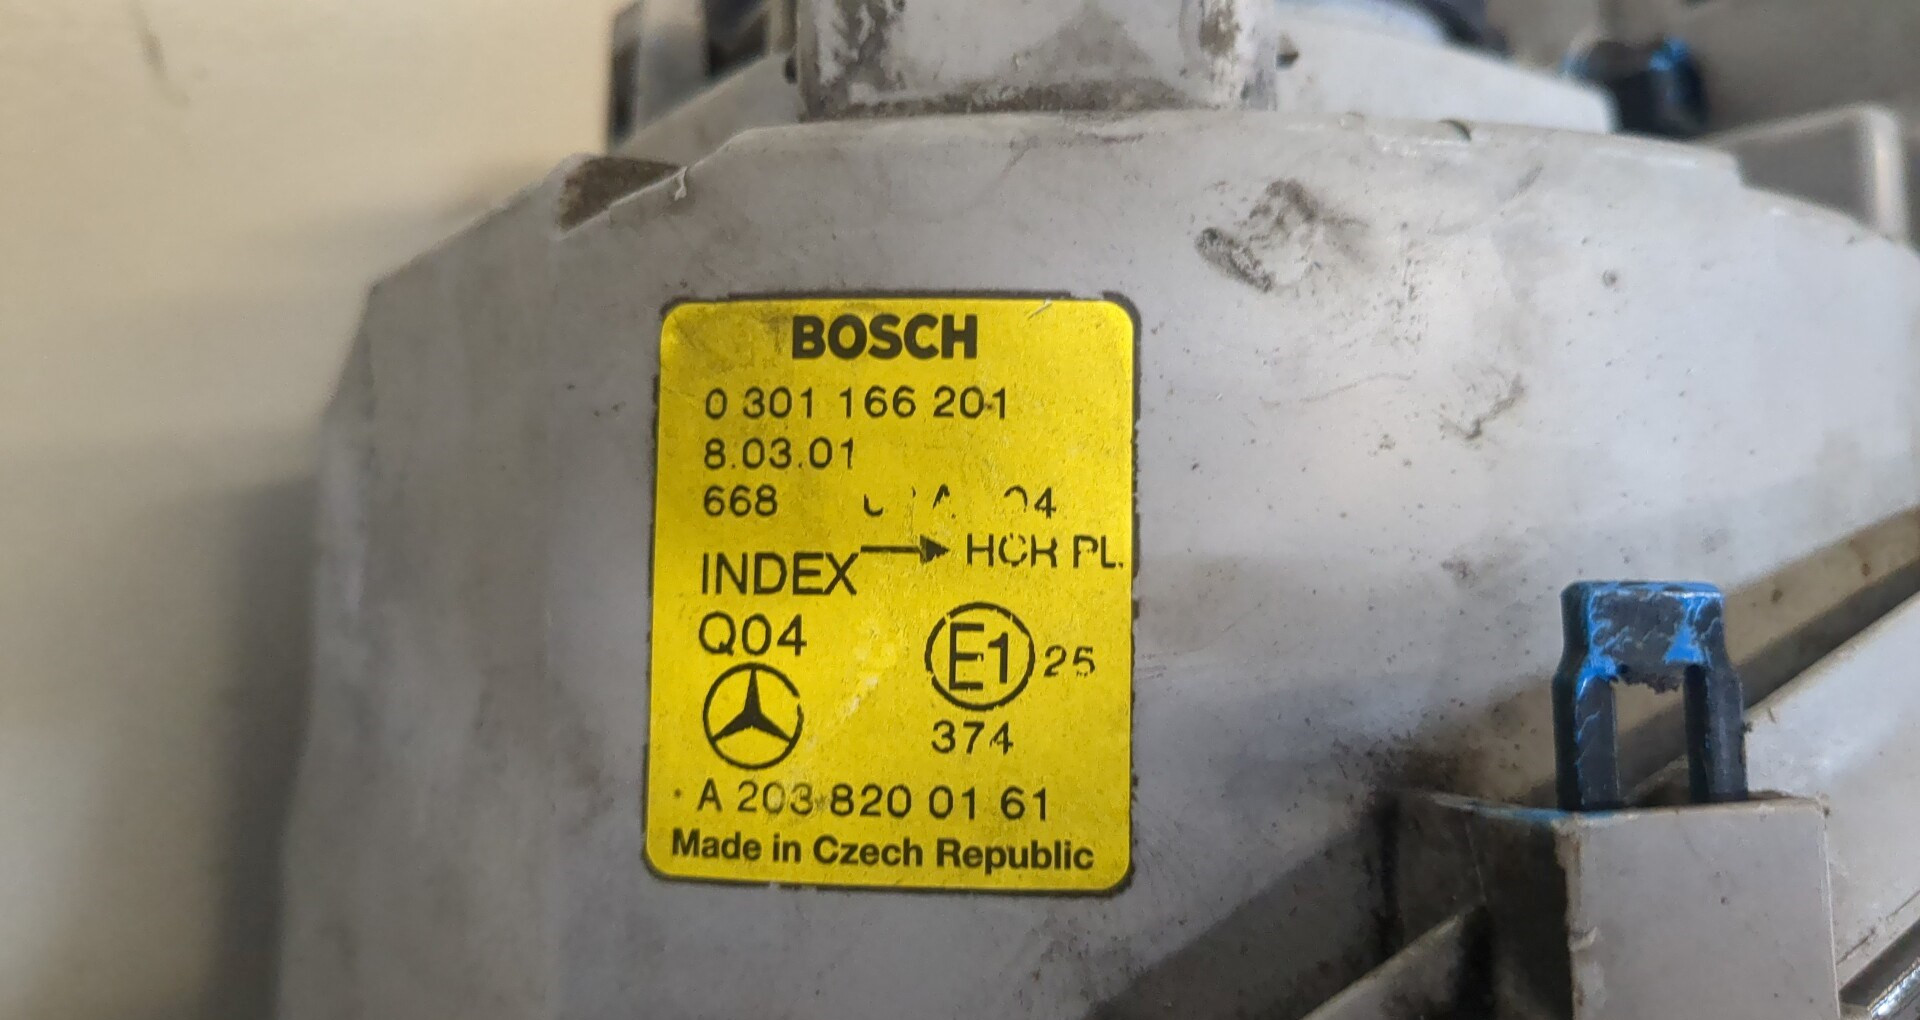 BOSCH
0 301 166 201
8.03.01
668
INDEX → HCR PL.
Q04
E1 25
374
A 203 820 01 61
Made in Czech Republic